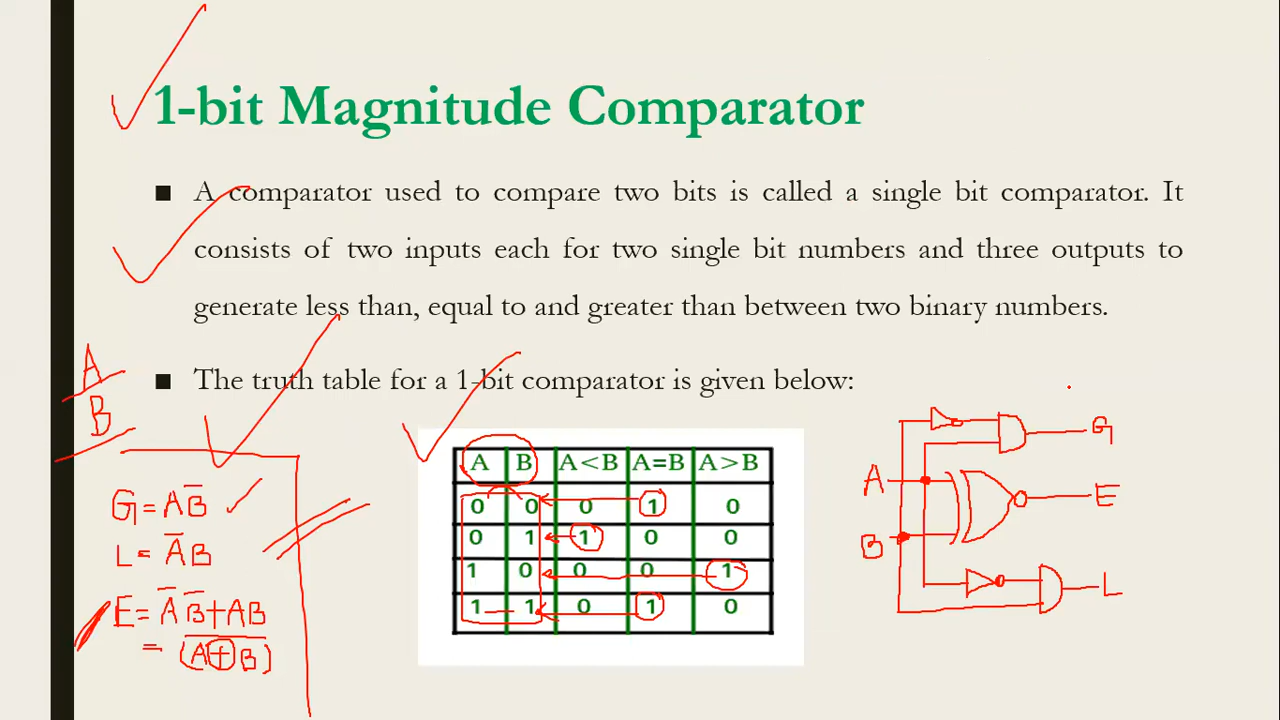 1-bit Magnitude Comparator
■ A comparator used to compare two bits is called a single bit comparator. It
consists of two inputs each for two single bit numbers and three outputs to
generate less than, equal to and greater than between two binary numbers.
■ The truth table for a 1-bit comparator is given below:
A
B
G = AB̅
L = A̅B
E = A̅B̅+AB
= (A⊕B)̅
A B A<B A=B A>B
0 0 0 1 0
0 1 1 0 0
1 0 0 0 1
1 1 0 1 0
G
A
E
B
L